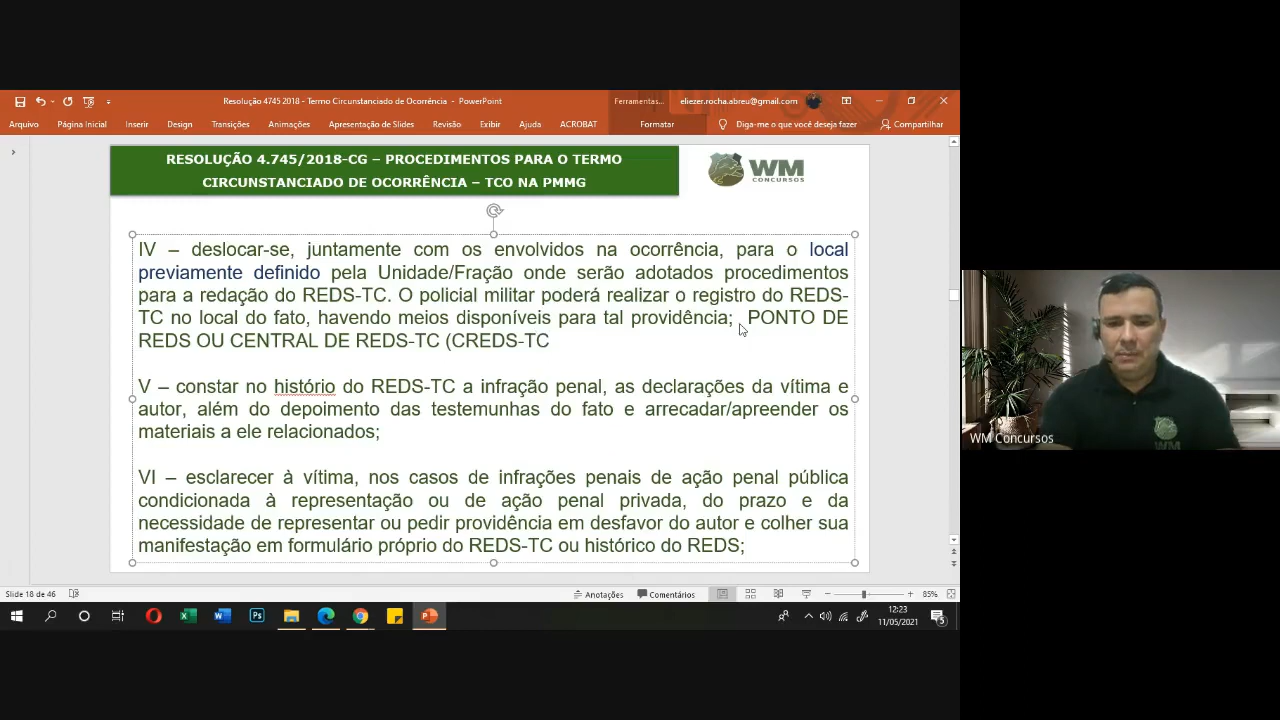 Resolução 4745 2018 - Termo Circunstanciado de Ocorrência - PowerPoint
Ferramentas...
eliezer.rocha.abreu@gmail.com
Arquivo Página Inicial Inserir Design Transições Animações Apresentação de Slides Revisão Exibir Ajuda ACROBAT Formatar Diga-me o que você deseja fazer Compartilhar
RESOLUÇÃO 4.745/2018-CG – PROCEDIMENTOS PARA O TERMO
CIRCUNSTANCIADO DE OCORRÊNCIA – TCO NA PMMG
WM
CONCURSOS
IV – deslocar-se, juntamente com os envolvidos na ocorrência, para o local
previamente definido pela Unidade/Fração onde serão adotados procedimentos
para a redação do REDS-TC. O policial militar poderá realizar o registro do REDS-
TC no local do fato, havendo meios disponíveis para tal providência; PONTO DE
REDS OU CENTRAL DE REDS-TC (CREDS-TC
V – constar no histório do REDS-TC a infração penal, as declarações da vítima e
autor, além do depoimento das testemunhas do fato e arrecadar/apreender os
materiais a ele relacionados;
VI – esclarecer à vítima, nos casos de infrações penais de ação penal pública
condicionada à representação ou de ação penal privada, do prazo e da
necessidade de representar ou pedir providência em desfavor do autor e colher sua
manifestação em formulário próprio do REDS-TC ou histórico do REDS;
WM Concursos
Slide 18 de 46
Anotações Comentários
85%
12:23
11/05/2021
5